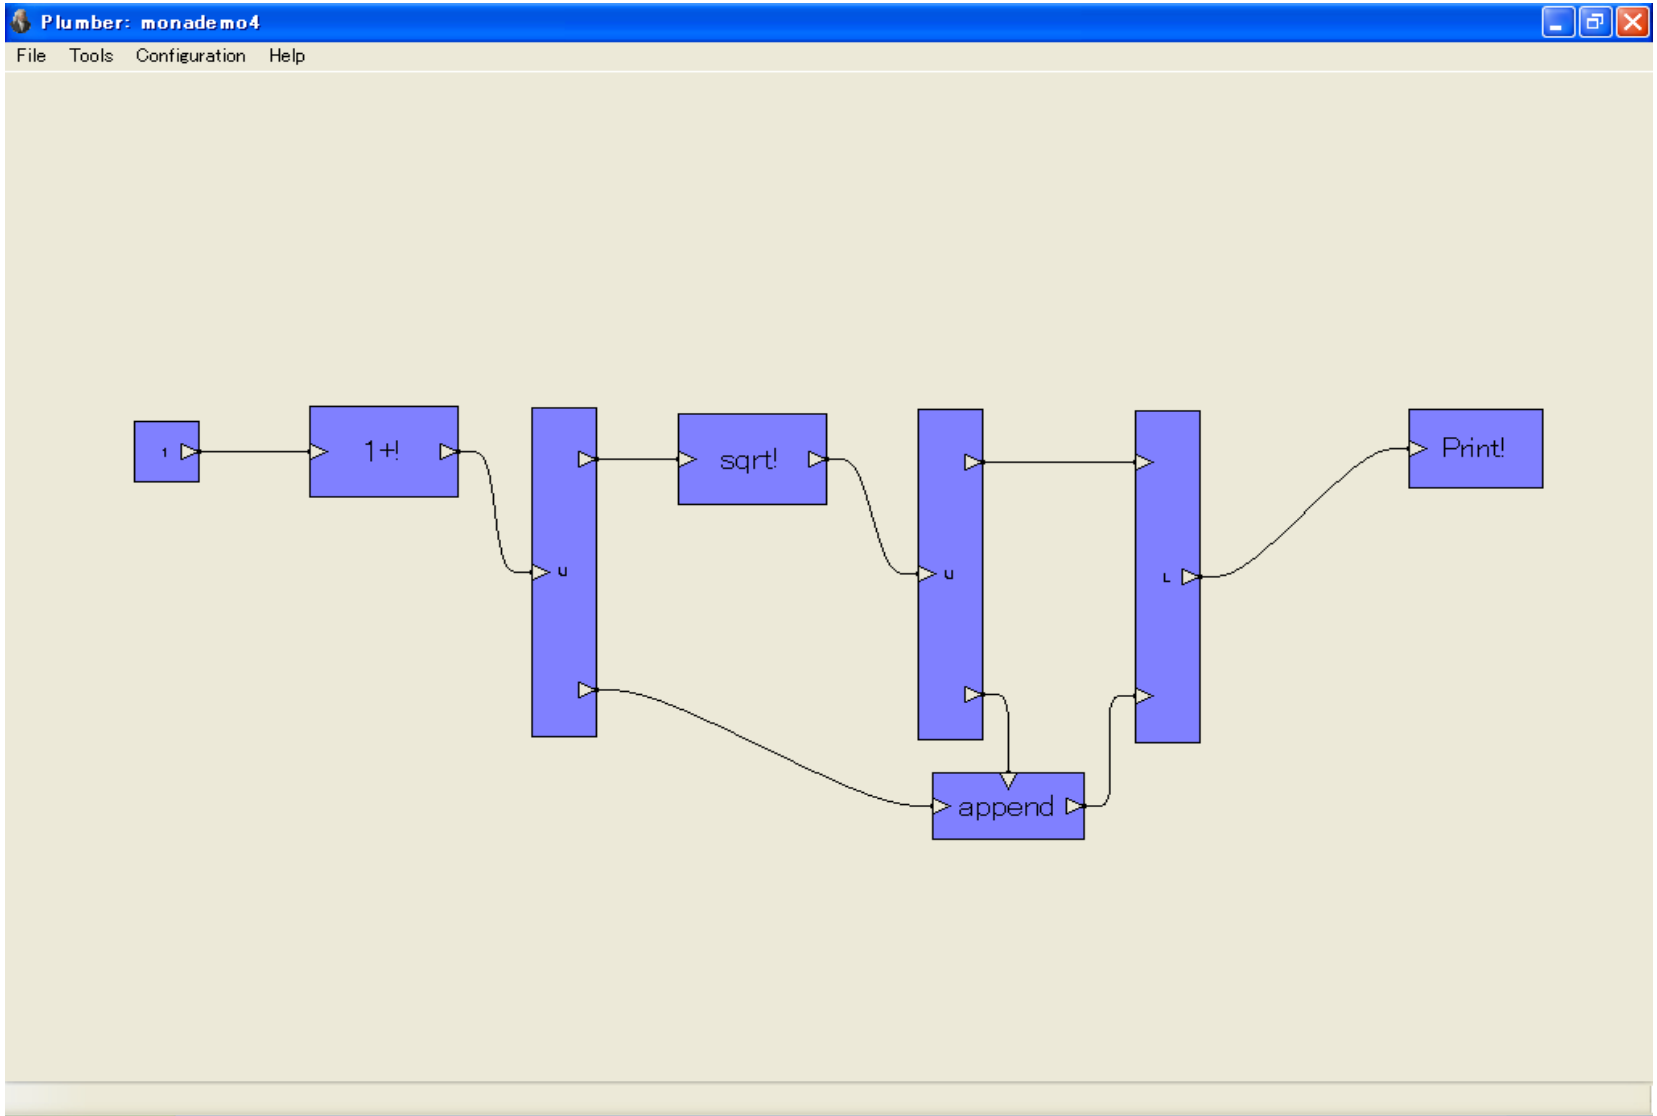 Plumber: monademo4
File Tools Configuration Help
1
1+!
sqrt!
Print!
U
U
L
append